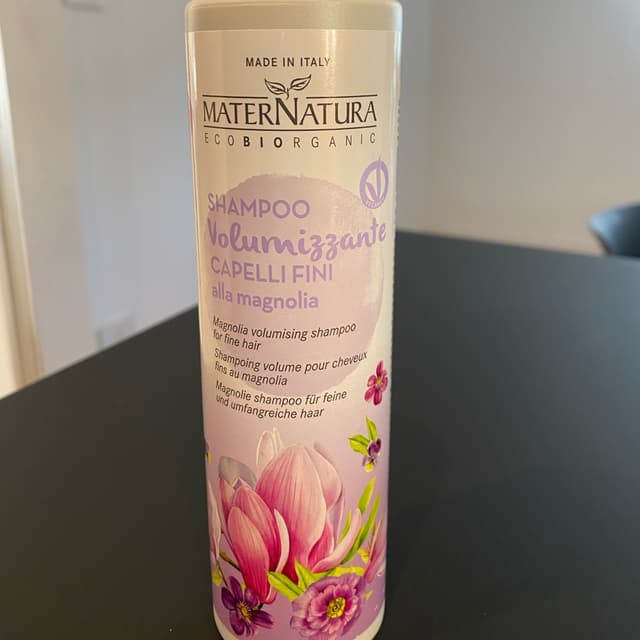 MADE IN ITALY
MATERNATURA
ECOBIORGANIC
SHAMPOO
Volumizzante
CAPELLI FINI
alla magnolia
Magnolia volumising shampoo
for fine hair
Shampoing volume pour cheveux
fins au magnolia
Magnolie shampoo für feine
und umfangreiche haar